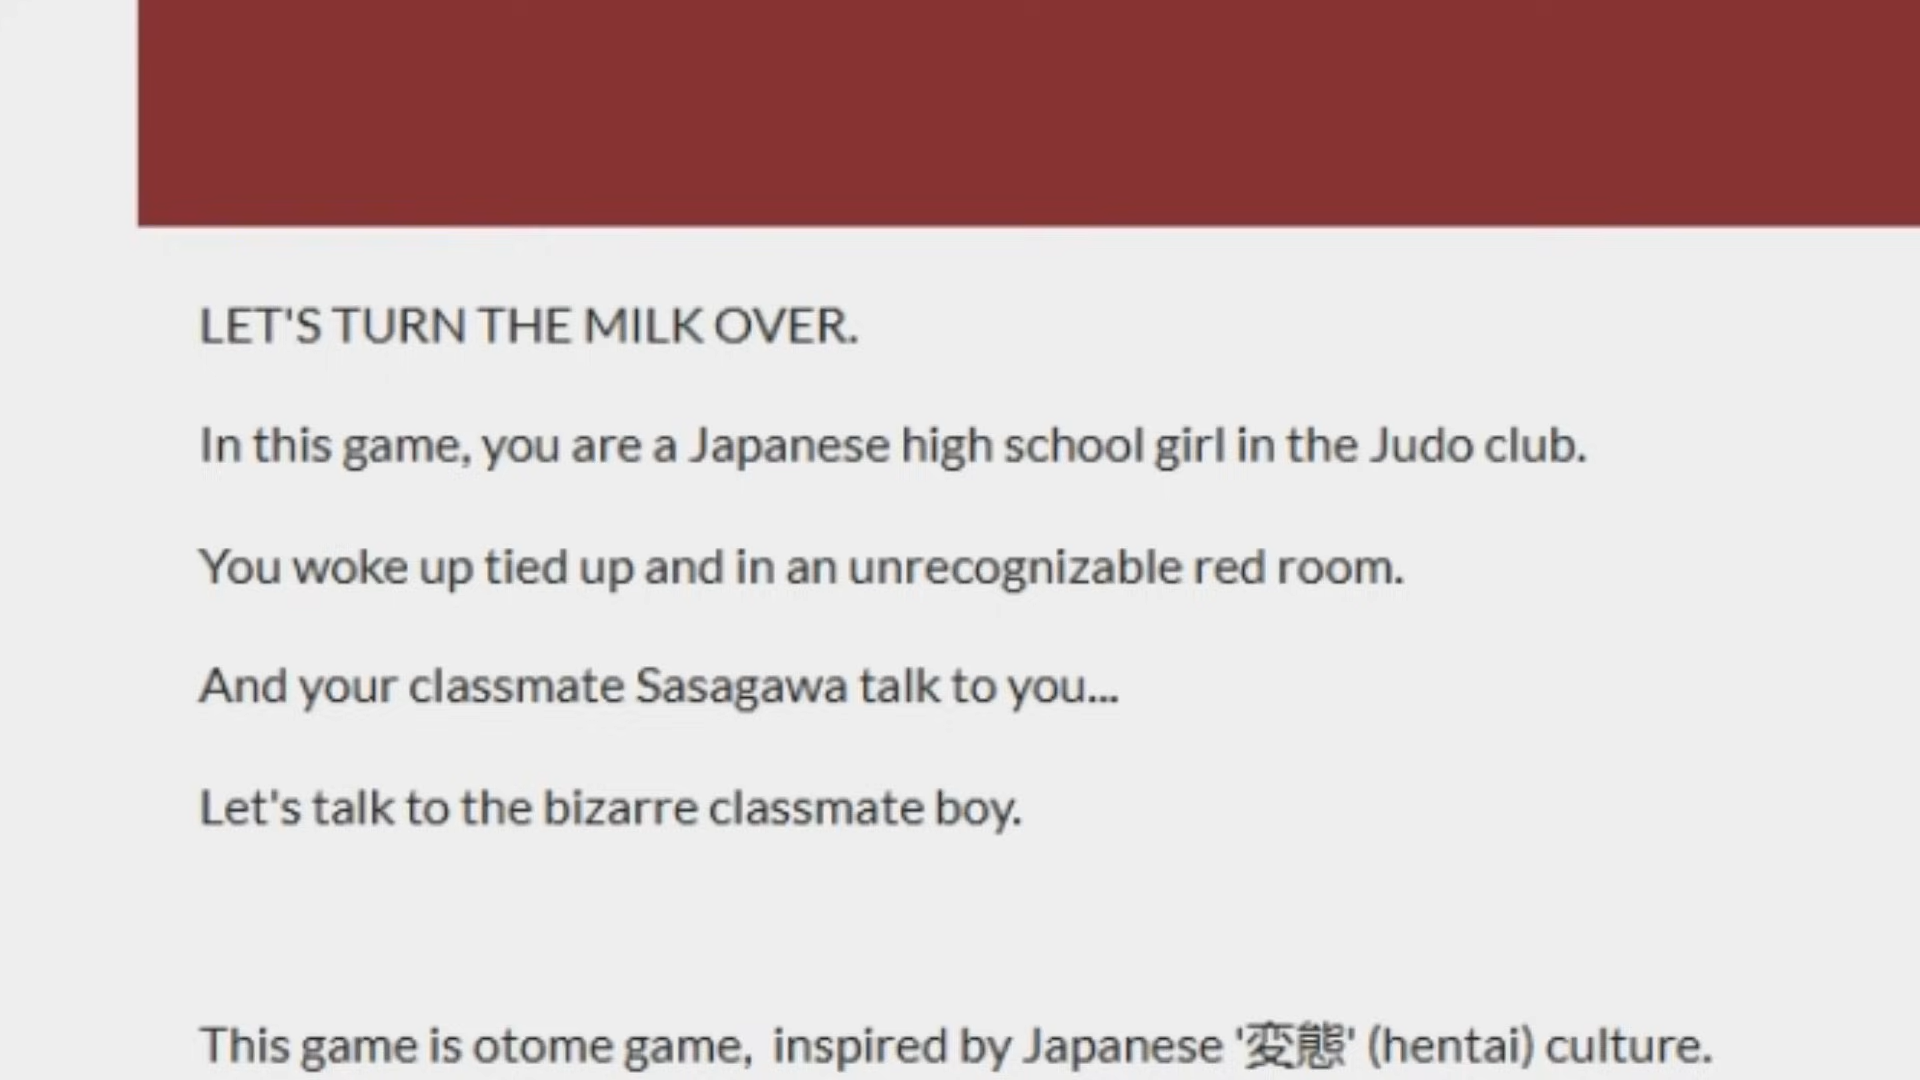 LET'S TURN THE MILK OVER.
In this game, you are a Japanese high school girl in the Judo club.
You woke up tied up and in an unrecognizable red room.
And your classmate Sasagawa talk to you...
Let's talk to the bizarre classmate boy.
This game is otome game,  inspired by Japanese '変態' (hentai) culture.